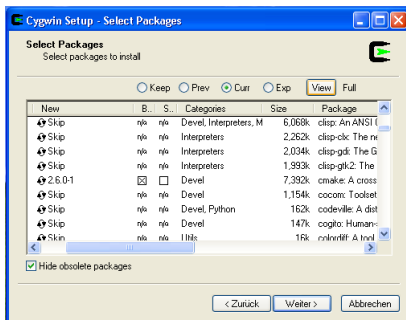 Cygwin Setup - Select Packages
Select Packages
Select packages to install
Keep Prev Curr Exp View Full
New B.. S.. Categories Size Package
Skip n/a n/a Devel, Interpreters, M 6,068k clisp: An ANSI
Skip n/a n/a Interpreters 2,262k clisp-clx: The ne
Skip n/a n/a Interpreters 2,034k clisp-gdi: The G
Skip n/a n/a Interpreters 1,993k clisp-gtk2: The
2.6.0-1 Devel 7,392k cmake: A cross
Skip n/a n/a Devel 1,154k cocom: Toolset
Skip n/a n/a Devel, Python 162k codeville: A dist
Skip n/a n/a Devel 147k cogito: Human-
Skip n/a n/a Utils 16k colordiff: A tool
Hide obsolete packages
< Zurück Weiter > Abbrechen